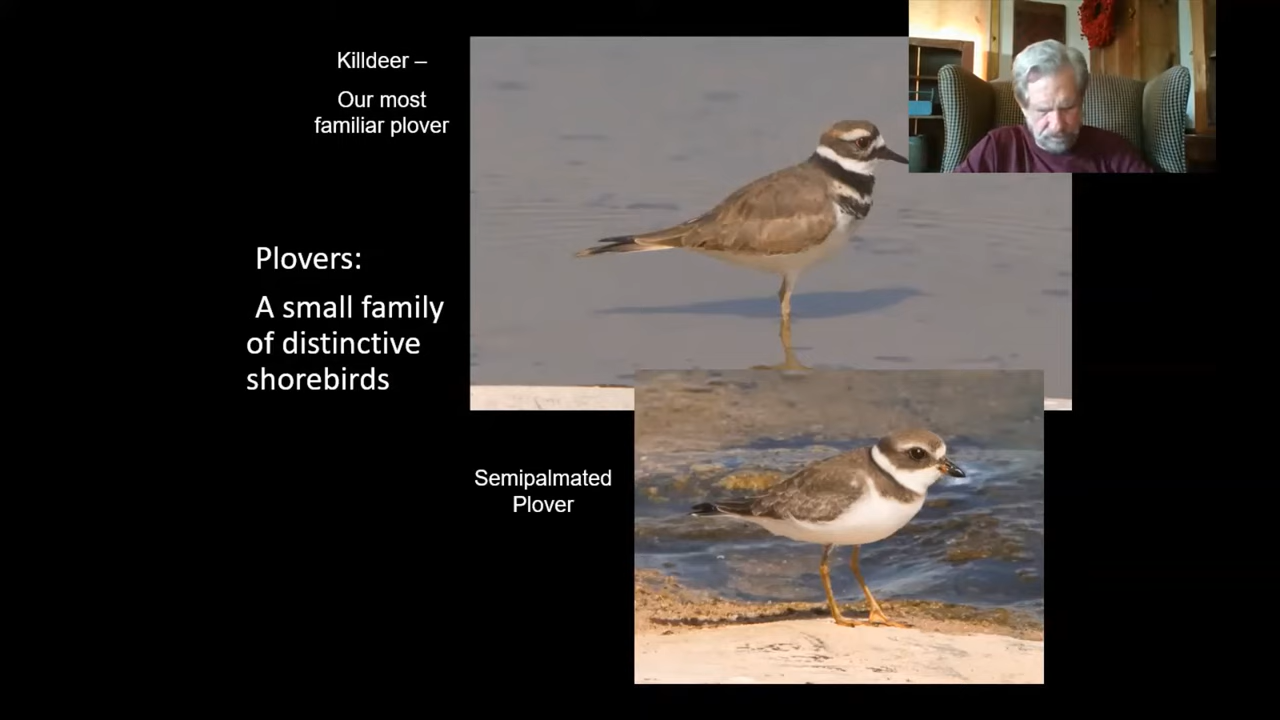 Killdeer –
Our most
familiar plover
Plovers:
A small family
of distinctive
shorebirds
Semipalmated
Plover